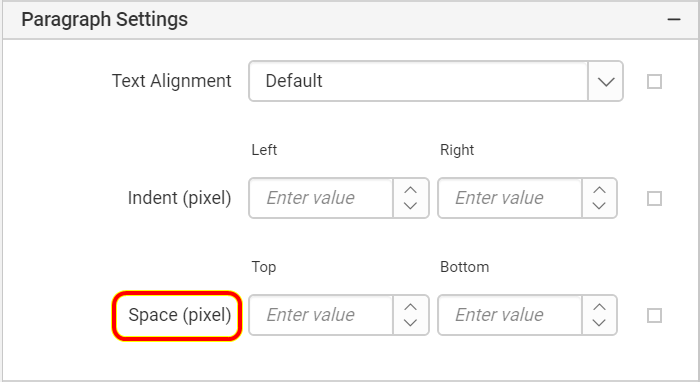 Paragraph Settings
Text Alignment Default
Left Right
Indent (pixel) Enter value Enter value
Top Bottom
Space (pixel) Enter value Enter value